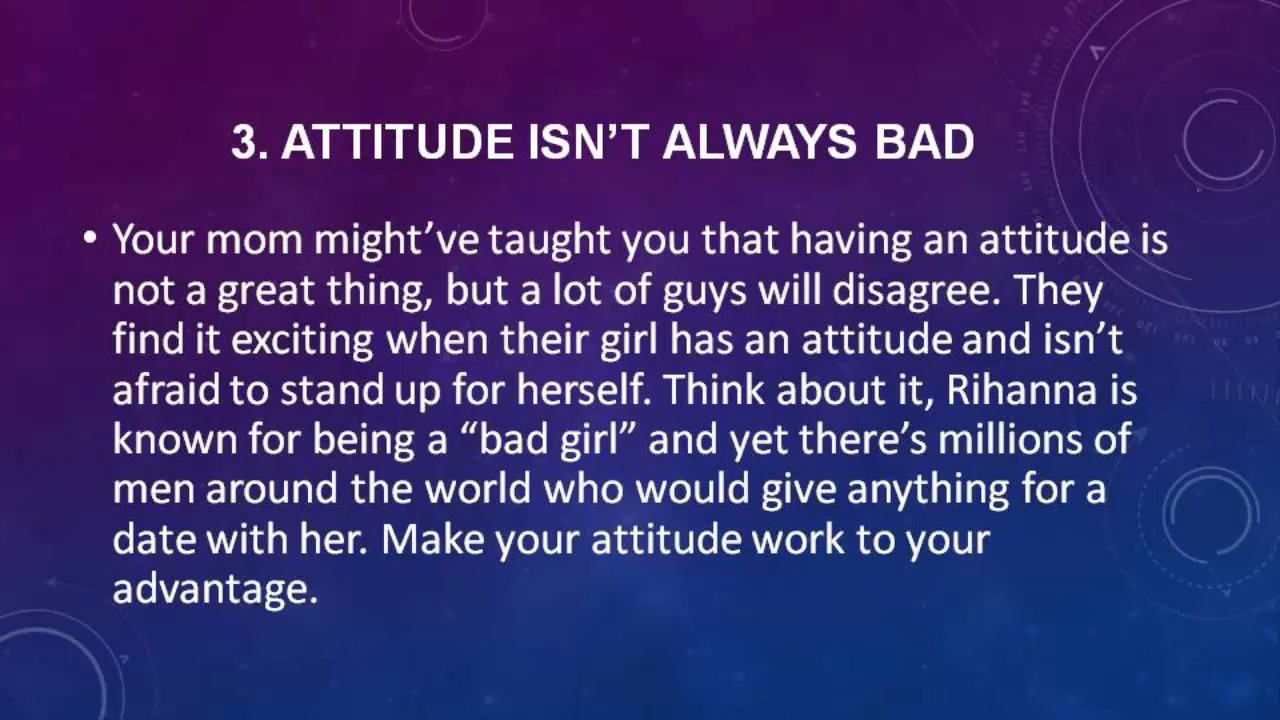 3. ATTITUDE ISN’T ALWAYS BAD
• Your mom might’ve taught you that having an attitude is
not a great thing, but a lot of guys will disagree. They
find it exciting when their girl has an attitude and isn’t
afraid to stand up for herself. Think about it, Rihanna is
known for being a “bad girl” and yet there’s millions of
men around the world who would give anything for a
date with her. Make your attitude work to your
advantage.